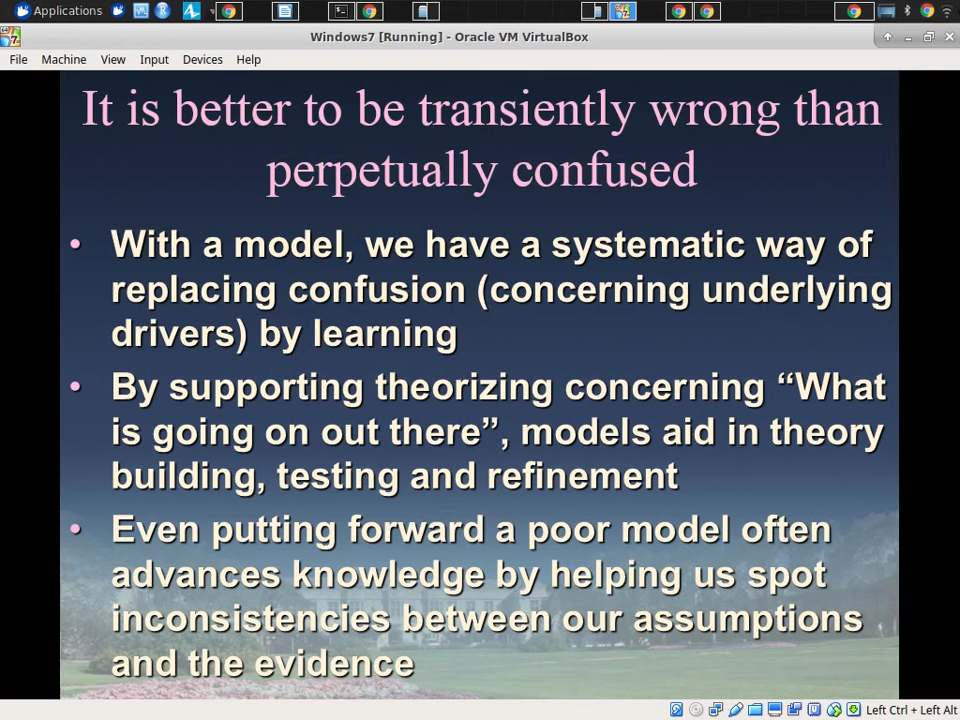 Applications
Windows7 [Running] - Oracle VM VirtualBox
File Machine View Input Devices Help
It is better to be transiently wrong than
perpetually confused
• With a model, we have a systematic way of
replacing confusion (concerning underlying
drivers) by learning
• By supporting theorizing concerning “What
is going on out there”, models aid in theory
building, testing and refinement
• Even putting forward a poor model often
advances knowledge by helping us spot
inconsistencies between our assumptions
and the evidence
Left Ctrl + Left Alt